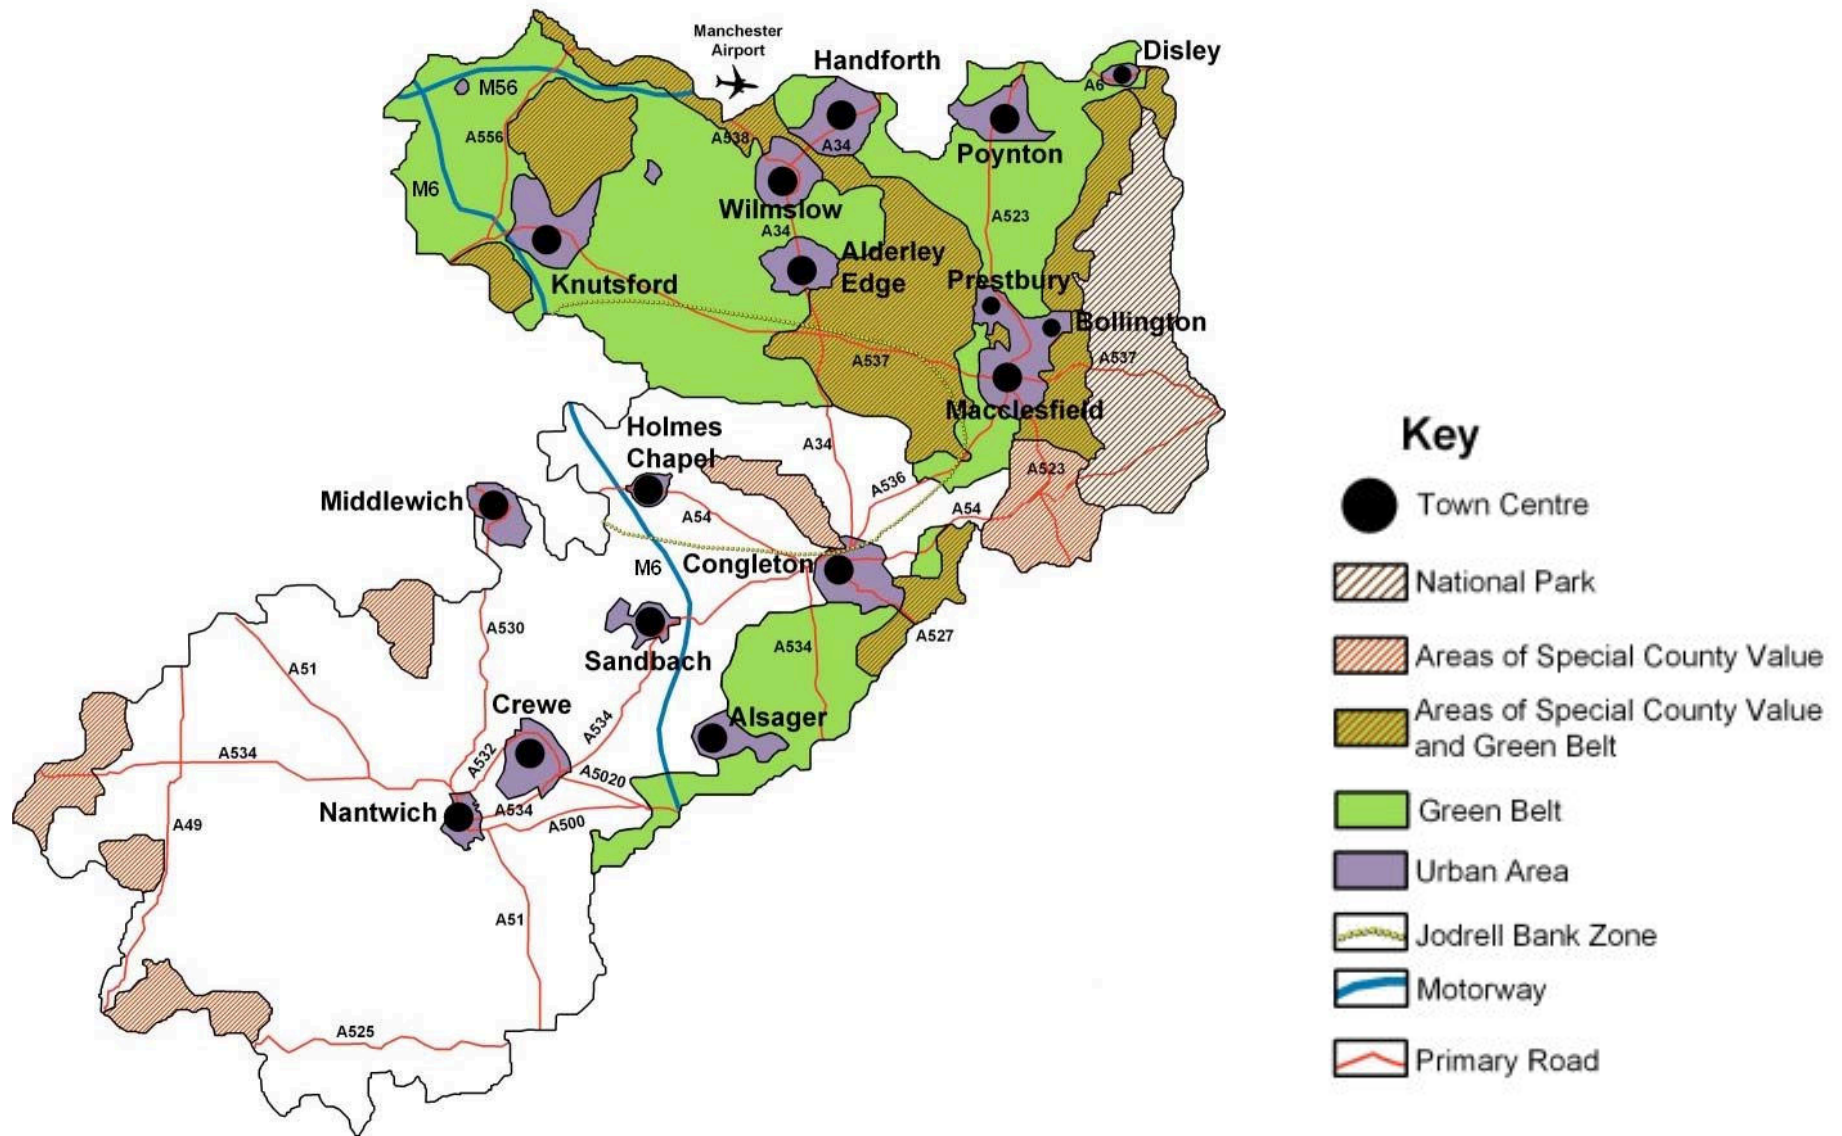 Manchester
Airport
Handforth
Disley
M56
A6
A556
A538
A34
Poynton
M6
Wilmslow
A523
A34
Alderley
Edge
Knutsford
Prestbury
Bollington
A537
A537
Macclesfield
Holmes
Chapel
A34
A523
A536
Middlewich
A54
A54
Congleton
M6
A530
A527
A534
Sandbach
A51
Crewe
Alsager
A534
A534
A532
A5020
Nantwich
A534
A500
A49
A51
A525
Key
Town Centre
National Park
Areas of Special County Value
Areas of Special County Value
and Green Belt
Green Belt
Urban Area
Jodrell Bank Zone
Motorway
Primary Road